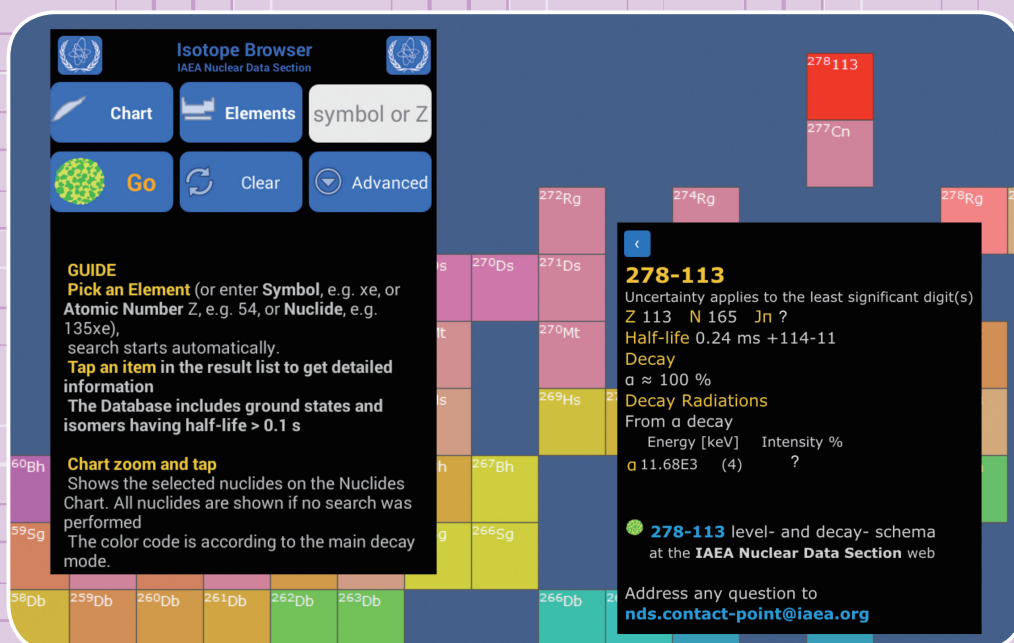 Isotope Browser
IAEA Nuclear Data Section
Chart
Elements
symbol or Z
Go
Clear
Advanced
GUIDE
Pick an Element (or enter Symbol, e.g. xe, or
Atomic Number Z, e.g. 54, or Nuclide, e.g.
135xe),
search starts automatically.
Tap an item in the result list to get detailed
information
The Database includes ground states and
isomers having half-life > 0.1 s
Chart zoom and tap
Shows the selected nuclides on the Nuclides
Chart. All nuclides are shown if no search was
performed
The color code is according to the main decay
mode.
278113
277Cn
272Rg
274Rg
278Rg
270Ds
271Ds
270Mt
269Hs
60Bh
267Bh
59Sg
266Sg
58Db
259Db
260Db
261Db
262Db
263Db
266Db
‹
278-113
Uncertainty applies to the least significant digit(s)
Z 113 N 165 Jπ ?
Half-life 0.24 ms +114-11
Decay
α ≈ 100 %
Decay Radiations
From α decay
Energy [keV] Intensity %
α 11.68E3 (4) ?
278-113 level- and decay- schema
at the IAEA Nuclear Data Section web
Address any question to
nds.contact-point@iaea.org